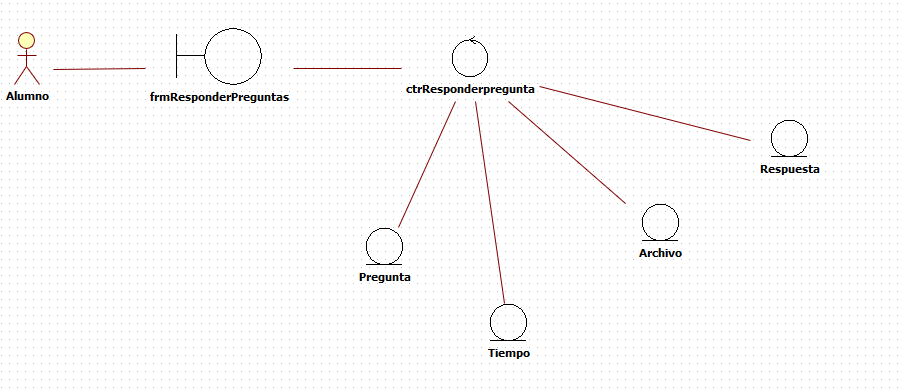 Alumno
frmResponderPreguntas
ctrResponderpregunta
Respuesta
Archivo
Pregunta
Tiempo